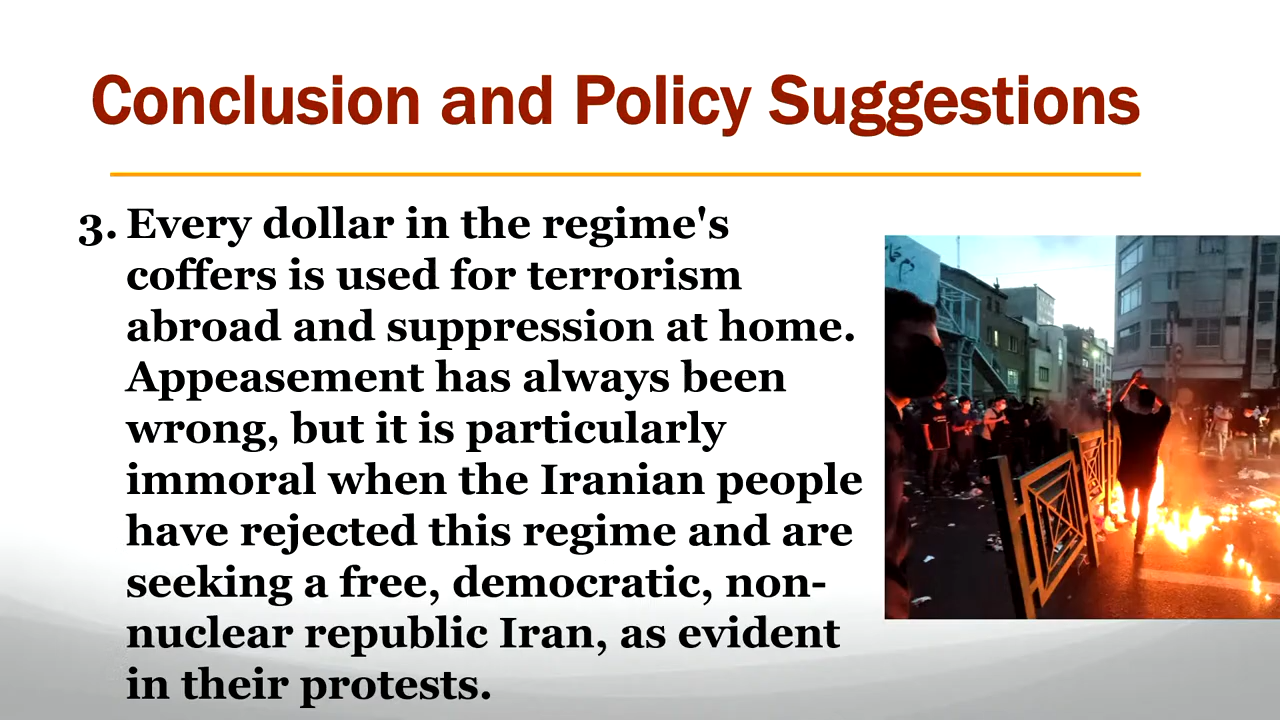 Conclusion and Policy Suggestions
3. Every dollar in the regime's
coffers is used for terrorism
abroad and suppression at home.
Appeasement has always been
wrong, but it is particularly
immoral when the Iranian people
have rejected this regime and are
seeking a free, democratic, non-
nuclear republic Iran, as evident
in their protests.